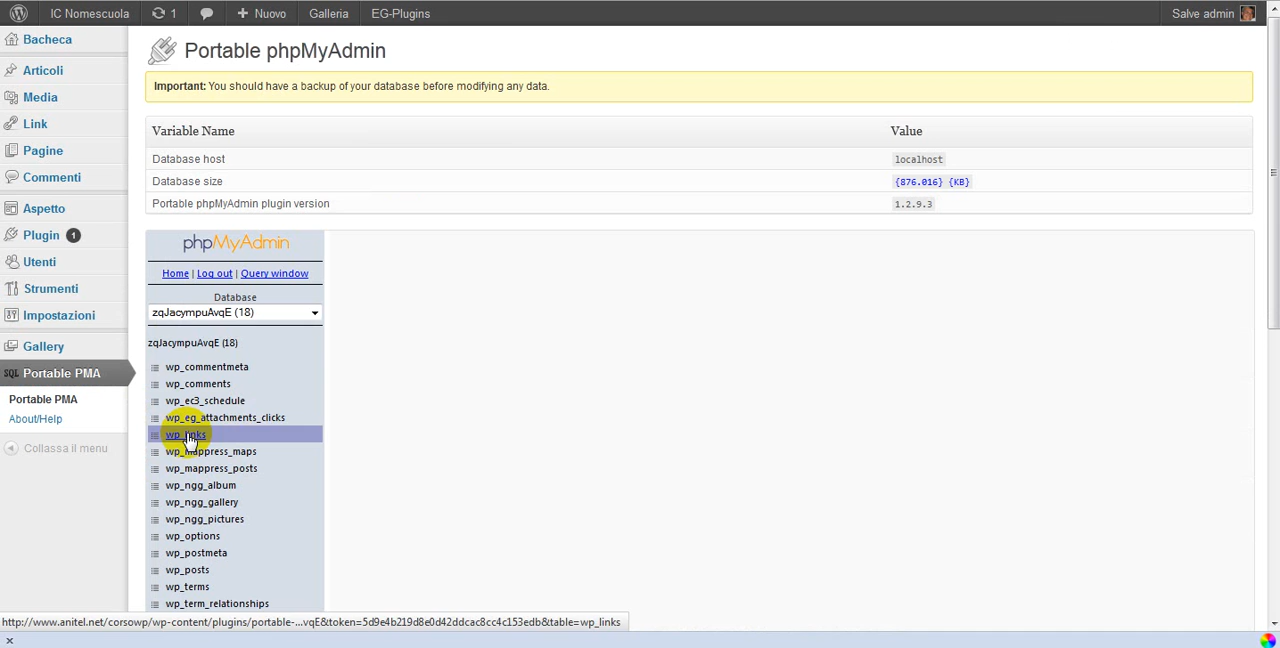 IC Nomescuola 1 Nuovo Galleria EG-Plugins Salve admin
Bacheca
Articoli
Media
Link
Pagine
Commenti
Aspetto
Plugin 1
Utenti
Strumenti
Impostazioni
Gallery
SQL Portable PMA
Portable PMA
About/Help
Collassa il menu
Portable phpMyAdmin
Important: You should have a backup of your database before modifying any data.
Variable Name Value
Database host localhost
Database size {876.016} {KB}
Portable phpMyAdmin plugin version 1.2.9.3
phpMyAdmin
Home | Log out | Query window
Database
zqJacympuAvqE (18)
zqJacympuAvqE (18)
wp_commentmeta
wp_comments
wp_ec3_schedule
wp_eg_attachments_clicks
wp_links
wp_mappress_maps
wp_mappress_posts
wp_ngg_album
wp_ngg_gallery
wp_ngg_pictures
wp_options
wp_postmeta
wp_posts
wp_terms
wp_term_relationships
http://www.anitel.net/corsowp/wp-content/plugins/portable-...vqE&token=5d9e4b219d8e0d42ddcac8cc4c153edb&table=wp_links